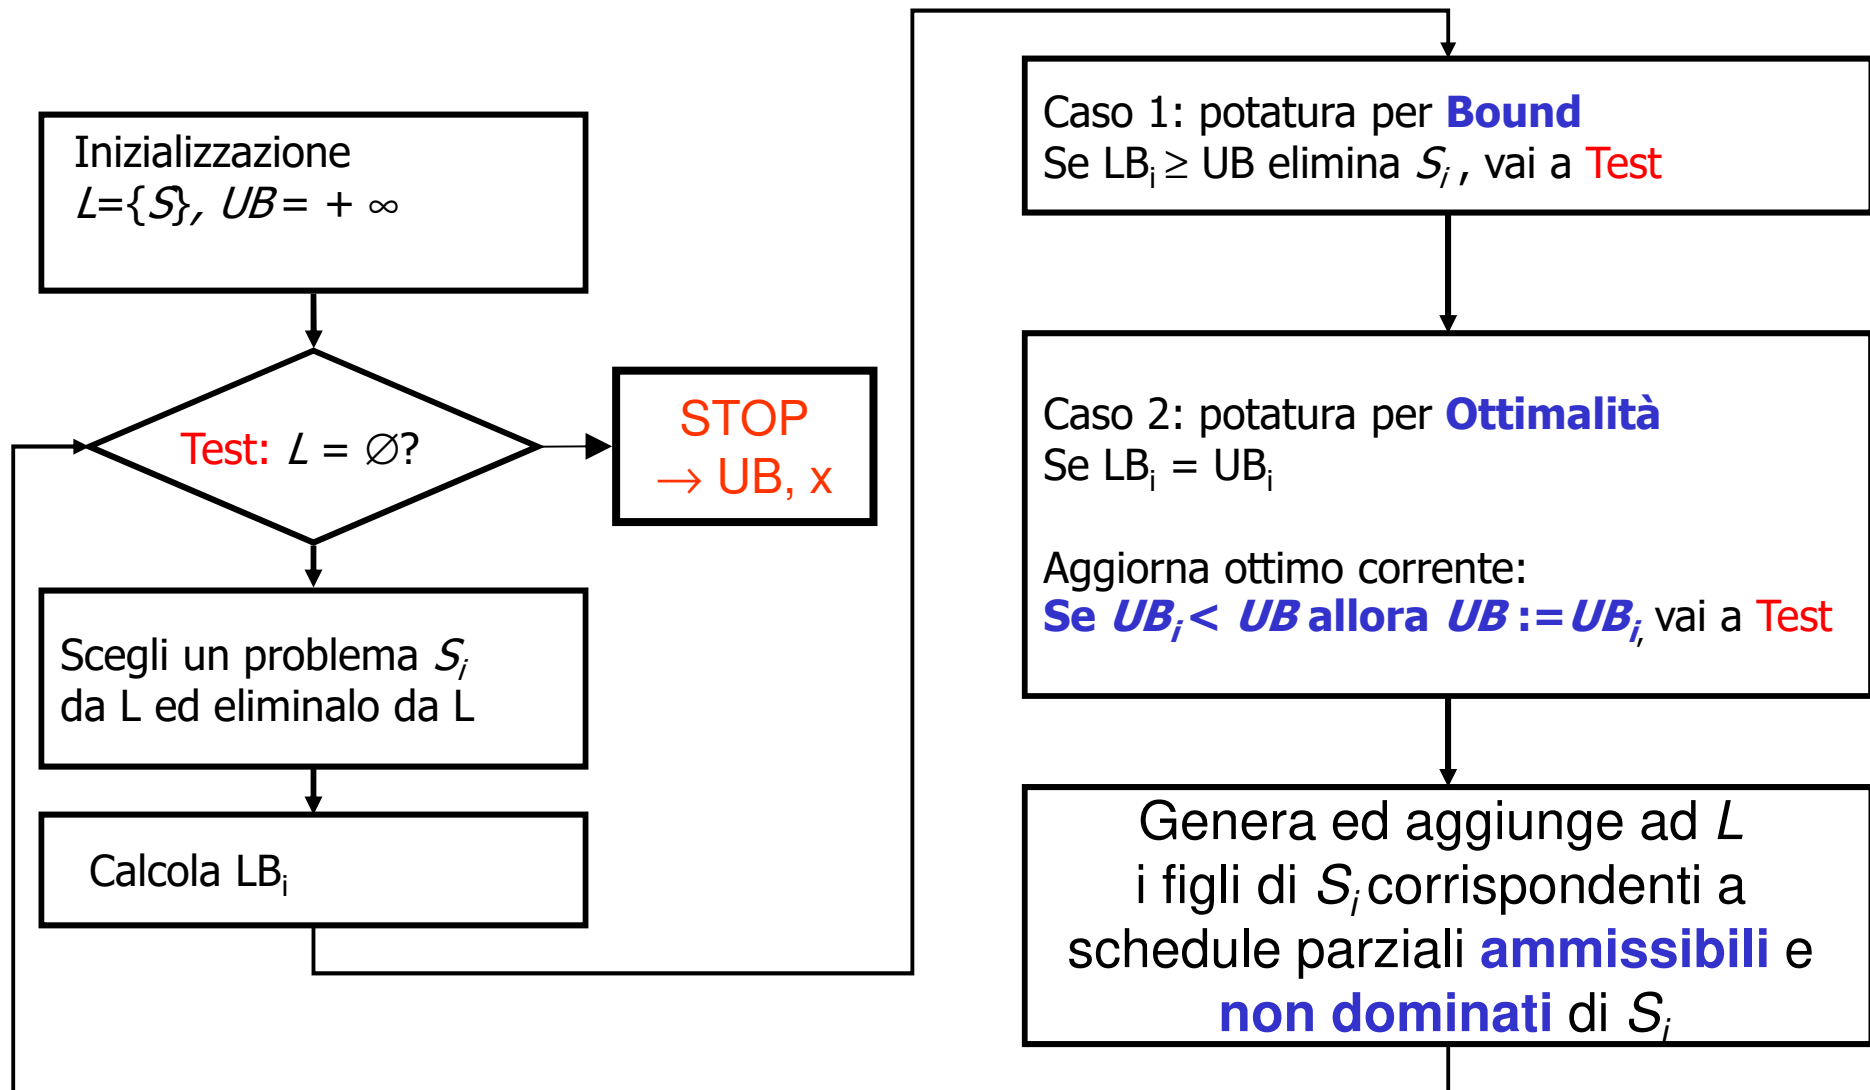 Inizializzazione
L={S}, UB = + ∞
Test: L = ∅?
STOP
→ UB, x
Scegli un problema Si
da L ed eliminalo da L
Calcola LBi
Caso 1: potatura per Bound
Se LBi ≥ UB elimina Si , vai a Test
Caso 2: potatura per Ottimalità
Se LBi = UBi
Aggiorna ottimo corrente:
Se UBi < UB allora UB := UBi, vai a Test
Genera ed aggiunge ad L
i figli di Si corrispondenti a
schedule parziali ammissibili e
non dominati di Si